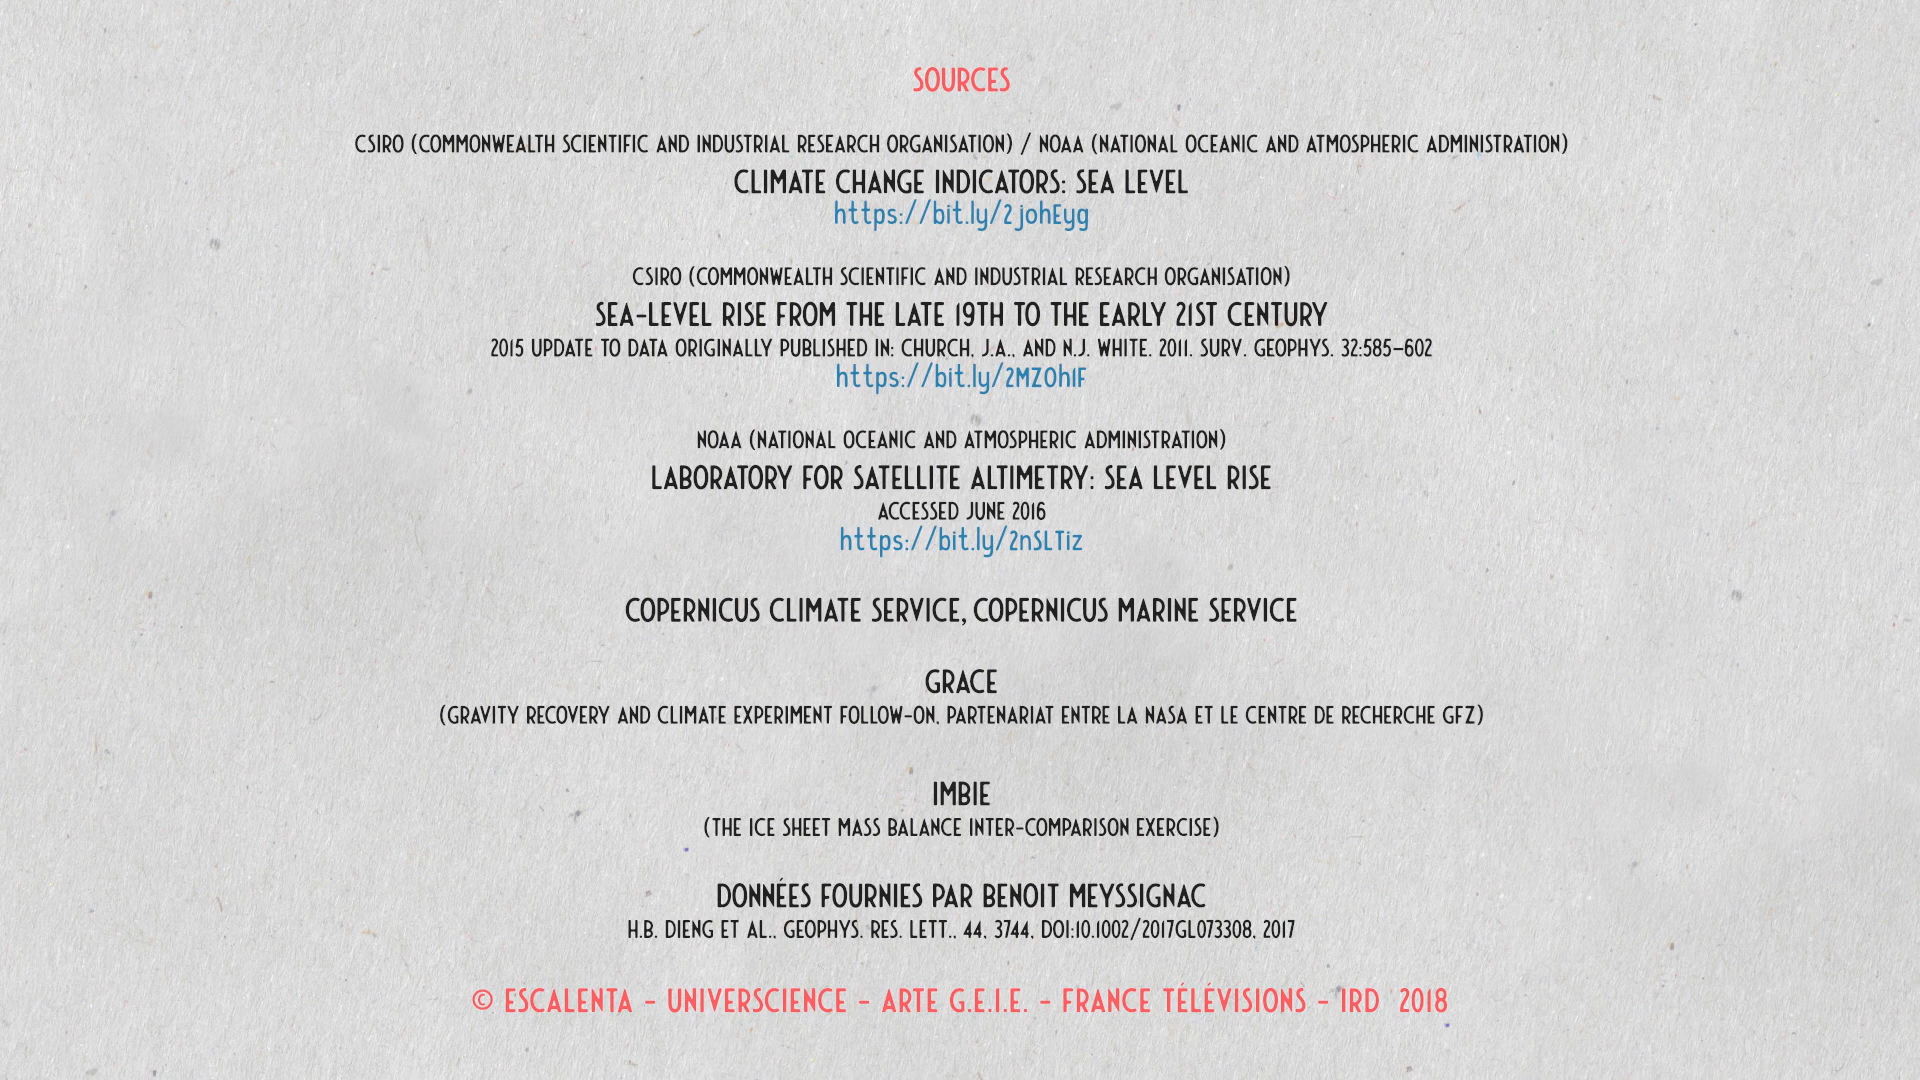 SOURCES
CSIRO (COMMONWEALTH SCIENTIFIC AND INDUSTRIAL RESEARCH ORGANISATION) / NOAA (NATIONAL OCEANIC AND ATMOSPHERIC ADMINISTRATION)
CLIMATE CHANGE INDICATORS: SEA LEVEL
https://bit.ly/2johEyg
CSIRO (COMMONWEALTH SCIENTIFIC AND INDUSTRIAL RESEARCH ORGANISATION)
SEA-LEVEL RISE FROM THE LATE 19TH TO THE EARLY 21ST CENTURY
2015 UPDATE TO DATA ORIGINALLY PUBLISHED IN: CHURCH, J.A., AND N.J. WHITE. 2011. SURV. GEOPHYS. 32:585–602
https://bit.ly/2MZOh1F
NOAA (NATIONAL OCEANIC AND ATMOSPHERIC ADMINISTRATION)
LABORATORY FOR SATELLITE ALTIMETRY: SEA LEVEL RISE
ACCESSED JUNE 2016
https://bit.ly/2nSLTiz
COPERNICUS CLIMATE SERVICE, COPERNICUS MARINE SERVICE
GRACE
(GRAVITY RECOVERY AND CLIMATE EXPERIMENT FOLLOW-ON, PARTENARIAT ENTRE LA NASA ET LE CENTRE DE RECHERCHE GFZ)
IMBIE
(THE ICE SHEET MASS BALANCE INTER-COMPARISON EXERCISE)
DONNÉES FOURNIES PAR BENOIT MEYSSIGNAC
H.B. DIENG ET AL., GEOPHYS. RES. LETT., 44, 3744, DOI:10.1002/2017GL073308, 2017
© ESCALENTA - UNIVERSCIENCE - ARTE G.E.I.E. - FRANCE TÉLÉVISIONS - IRD 2018